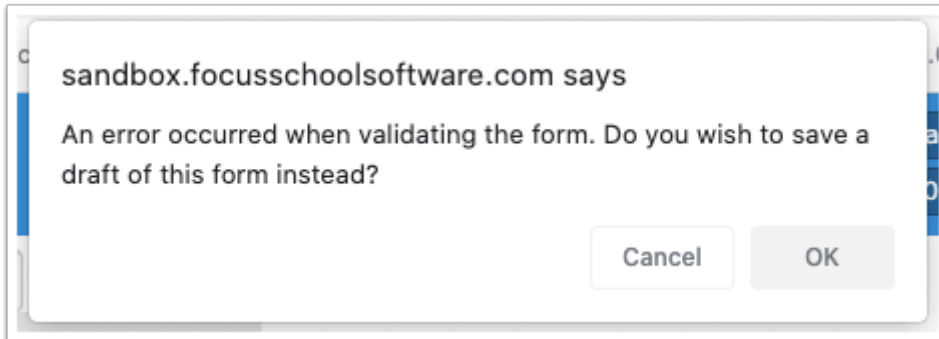 sandbox.focusschoolsoftware.com says
An error occurred when validating the form. Do you wish to save a
draft of this form instead?
Cancel
OK